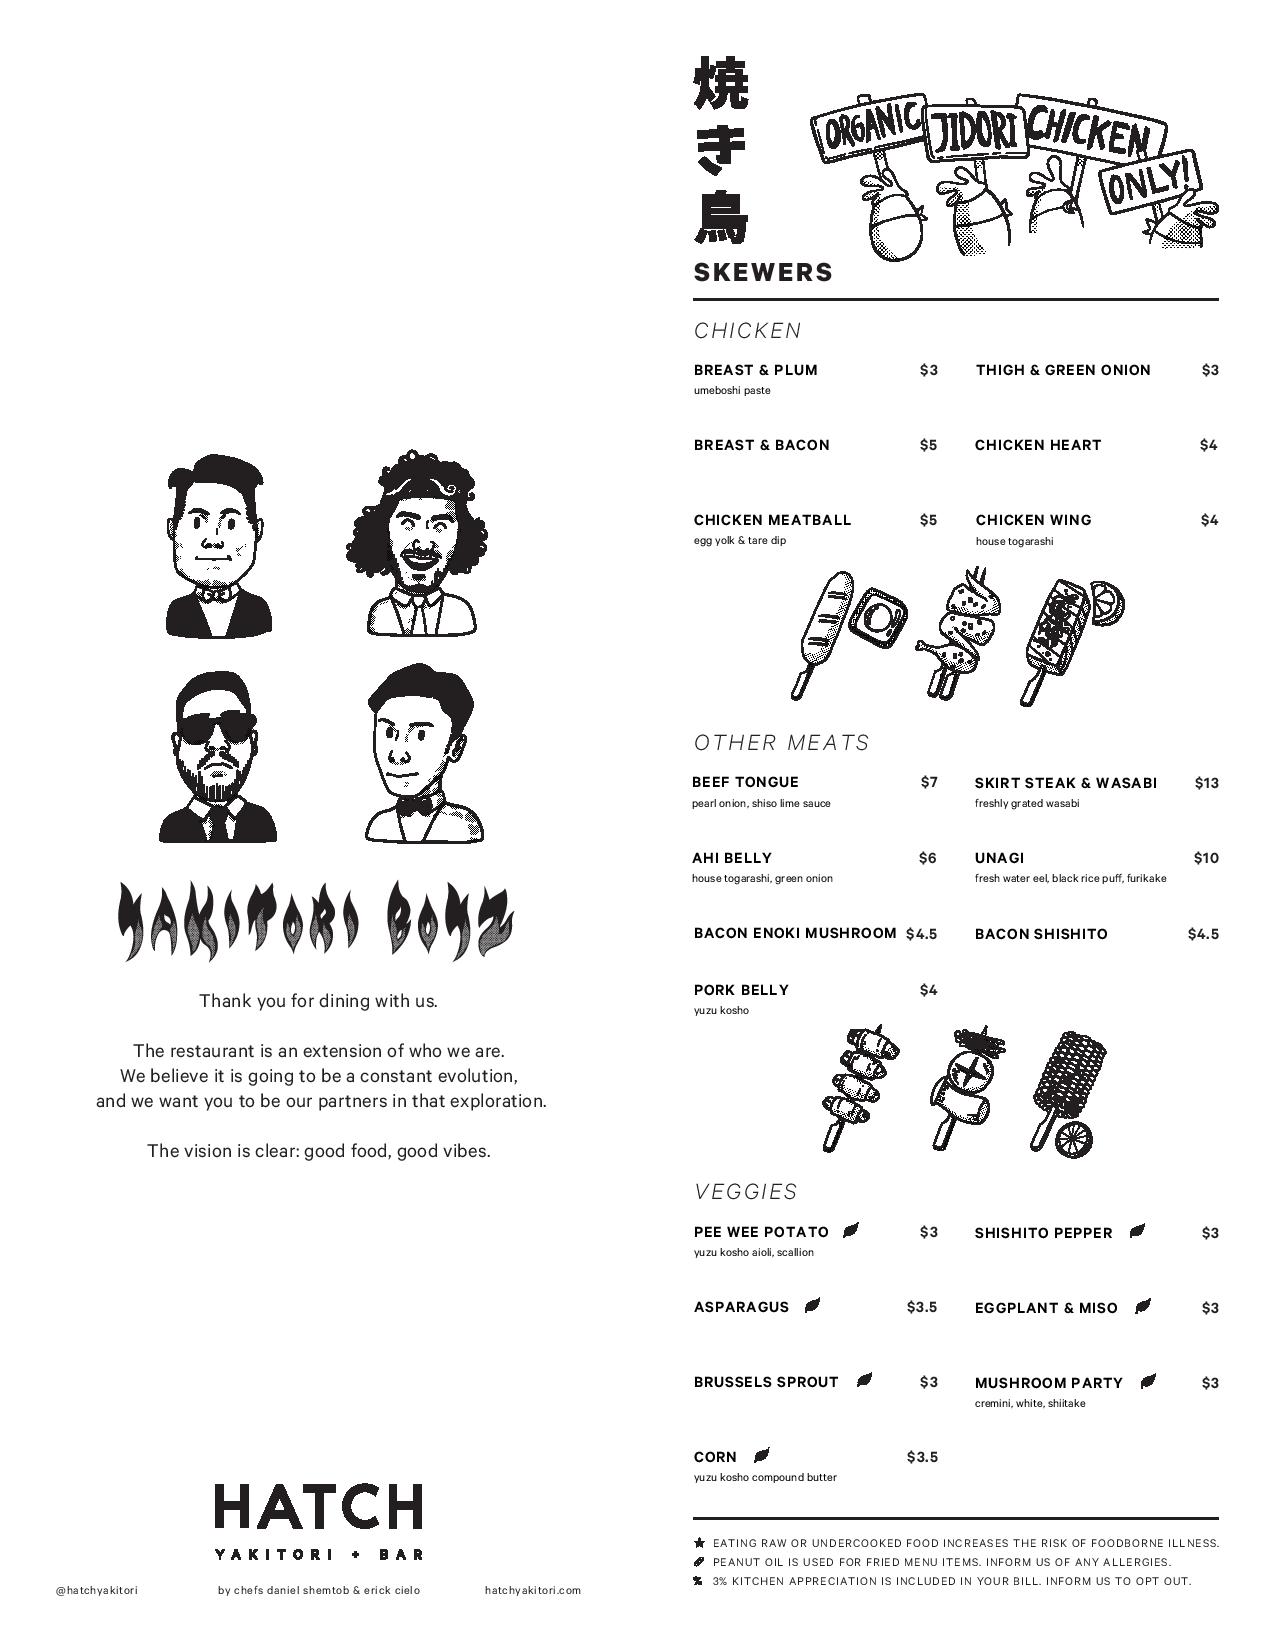 YAKITORI BOYZ
Thank you for dining with us.
The restaurant is an extension of who we are.
We believe it is going to be a constant evolution,
and we want you to be our partners in that exploration.
The vision is clear: good food, good vibes.
HATCH
YAKITORI + BAR
@hatchyakitori
by chefs daniel shemtob & erick cielo
hatchyakitori.com
焼き鳥
ORGANIC JIDORI CHICKEN ONLY!
SKEWERS
CHICKEN
BREAST & PLUM $3
umeboshi paste
THIGH & GREEN ONION $3
BREAST & BACON $5
CHICKEN HEART $4
CHICKEN MEATBALL $5
egg yolk & tare dip
CHICKEN WING $4
house togarashi
OTHER MEATS
BEEF TONGUE $7
pearl onion, shiso lime sauce
SKIRT STEAK & WASABI $13
freshly grated wasabi
AHI BELLY $6
house togarashi, green onion
UNAGI $10
fresh water eel, black rice puff, furikake
BACON ENOKI MUSHROOM $4.5
BACON SHISHITO $4.5
PORK BELLY $4
yuzu kosho
VEGGIES
PEE WEE POTATO $3
yuzu kosho aioli, scallion
SHISHITO PEPPER $3
ASPARAGUS $3.5
EGGPLANT & MISO $3
BRUSSELS SPROUT $3
MUSHROOM PARTY $3
cremini, white, shiitake
CORN $3.5
yuzu kosho compound butter
EATING RAW OR UNDERCOOKED FOOD INCREASES THE RISK OF FOODBORNE ILLNESS.
PEANUT OIL IS USED FOR FRIED MENU ITEMS. INFORM US OF ANY ALLERGIES.
3% KITCHEN APPRECIATION IS INCLUDED IN YOUR BILL. INFORM US TO OPT OUT.